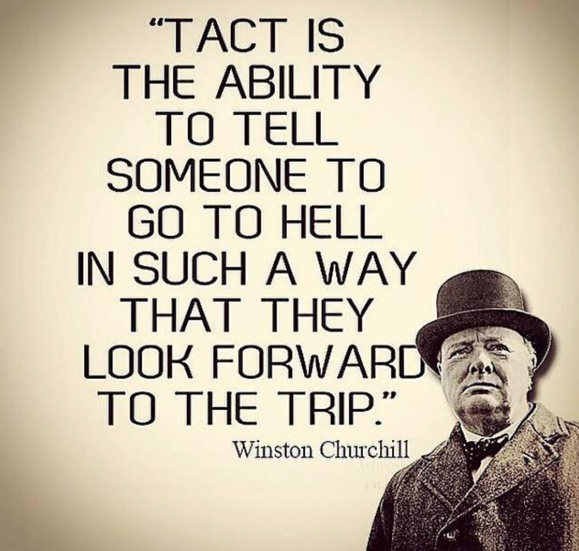 “TACT IS
THE ABILITY
TO TELL
SOMEONE TO
GO TO HELL
IN SUCH A WAY
THAT THEY
LOOK FORWARD
TO THE TRIP.”
Winston Churchill